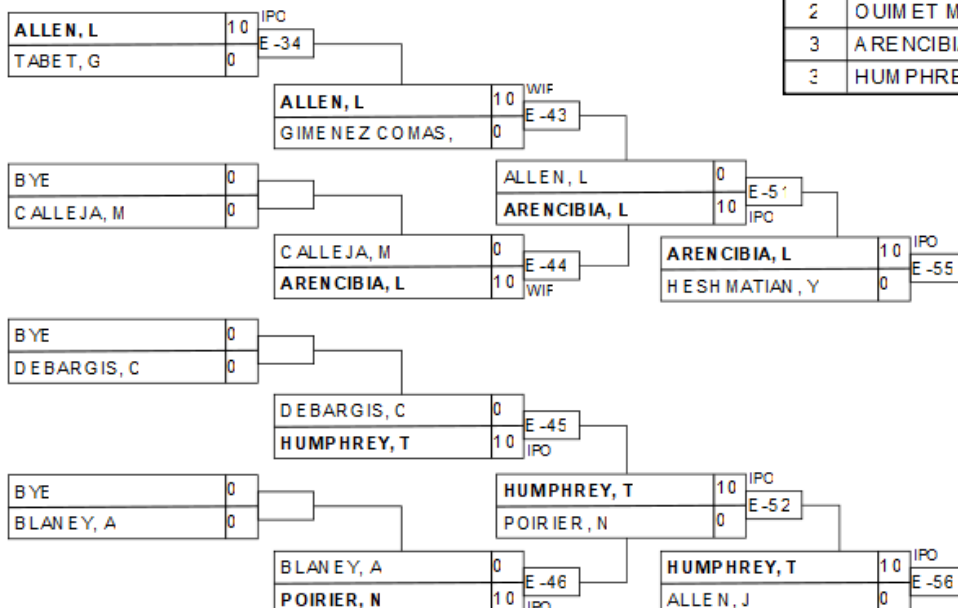 2 OUIMET M
3 ARENCIBIA
3 HUMPHRE
ALLEN, L 10 IPO
E-34
TABET, G 0
ALLEN, L 10 WIF
E-43
GIMENEZ COMAS, 0
BYE 0
CALLEJA, M 0
ALLEN, L 0
E-51
ARENCIBIA, L 10 IPO
CALLEJA, M 0
E-44
ARENCIBIA, L 10 WIF
ARENCIBIA, L 10 IPO
E-55
HESHMATIAN, Y 0
BYE 0
DEBARGIS, C 0
DEBARGIS, C 0
E-45
HUMPHREY, T 10 IPO
BYE 0
BLANEY, A 0
HUMPHREY, T 10 IPO
E-52
POIRIER, N 0
BLANEY, A 0
E-46
POIRIER, N 10 IPO
HUMPHREY, T 10 IPO
E-56
ALLEN, J 0